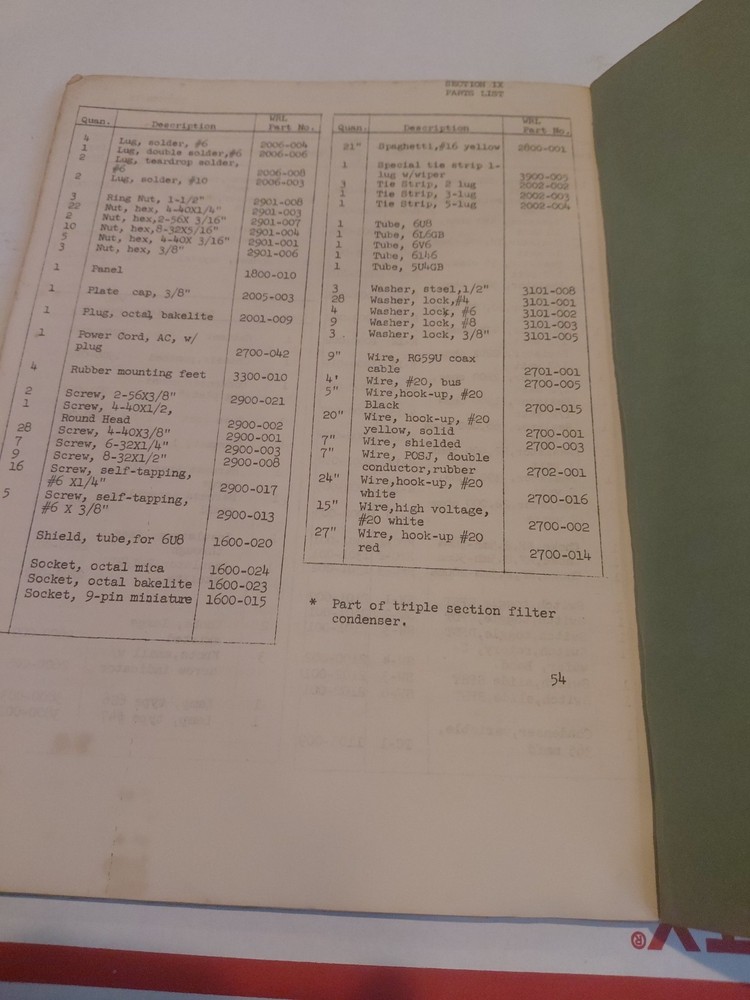 SECTION IX
PARTS LIST
Quan. Description WRL Part No.
4 Lug, solder, #6 2006-004
1 Lug, double solder,#6 2006-006
2 Lug, teardrop solder,
#6 2006-008
2 Lug, solder, #10 2006-003
3 Ring Nut, 1-1/2" 2901-008
22 Nut, hex, 4-40X1/4" 2901-003
2 Nut, hex,2-56X 3/16" 2901-007
10 Nut, hex,8-32X5/16" 2901-004
5 Nut, hex, 4-40X 3/16" 2901-001
3 Nut, hex, 3/8" 2901-006
1 Panel 1800-010
1 Plate cap, 3/8" 2005-003
1 Plug, octal bakelite 2001-009
1 Power Cord, AC, w/
plug 2700-042
4 Rubber mounting feet 3300-010
2 Screw, 2-56X3/8" 2900-021
1 Screw, 4-40X1/2,
Round Head 2900-002
28 Screw, 4-40X3/8" 2900-001
7 Screw, 6-32X1/4" 2900-003
9 Screw, 8-32X1/2" 2900-008
16 Screw, self-tapping,
#6 X1/4" 2900-017
5 Screw, self-tapping,
#6 X 3/8" 2900-013
Shield, tube,for 6U8 1600-020
Socket, octal mica 1600-024
Socket, octal bakelite 1600-023
Socket, 9-pin miniature 1600-015
Quan. Description WRL Part No.
21" Spaghetti,#16 yellow 2800-001
1 Special tie strip 1-
lug w/wiper 3900-005
3 Tie Strip, 2 lug 2002-002
1 Tie Strip, 3-lug 2002-003
1 Tie Strip, 5-lug 2002-004
1 Tube, 6U8
1 Tube, 6L6GB
1 Tube, 6V6
1 Tube, 6146
1 Tube, 5U4GB
3 Washer, steel,1/2" 3101-008
28 Washer, lock,#4 3101-001
4 Washer, lock, #6 3101-002
9 Washer, lock, #8 3101-003
3 Washer, lock, 3/8" 3101-005
9" Wire, RG59U coax
cable 2701-001
4' Wire, #20, bus 2700-005
5" Wire,hook-up, #20
Black 2700-015
20" Wire, hook-up, #20
yellow, solid 2700-001
7" Wire, shielded 2700-003
7" Wire, POSJ, double
conductor,rubber 2702-001
24" Wire,hook-up, #20
white 2700-016
15" Wire,high voltage,
#20 white 2700-002
27" Wire, hook-up #20
red 2700-014
* Part of triple section filter
condenser.
54